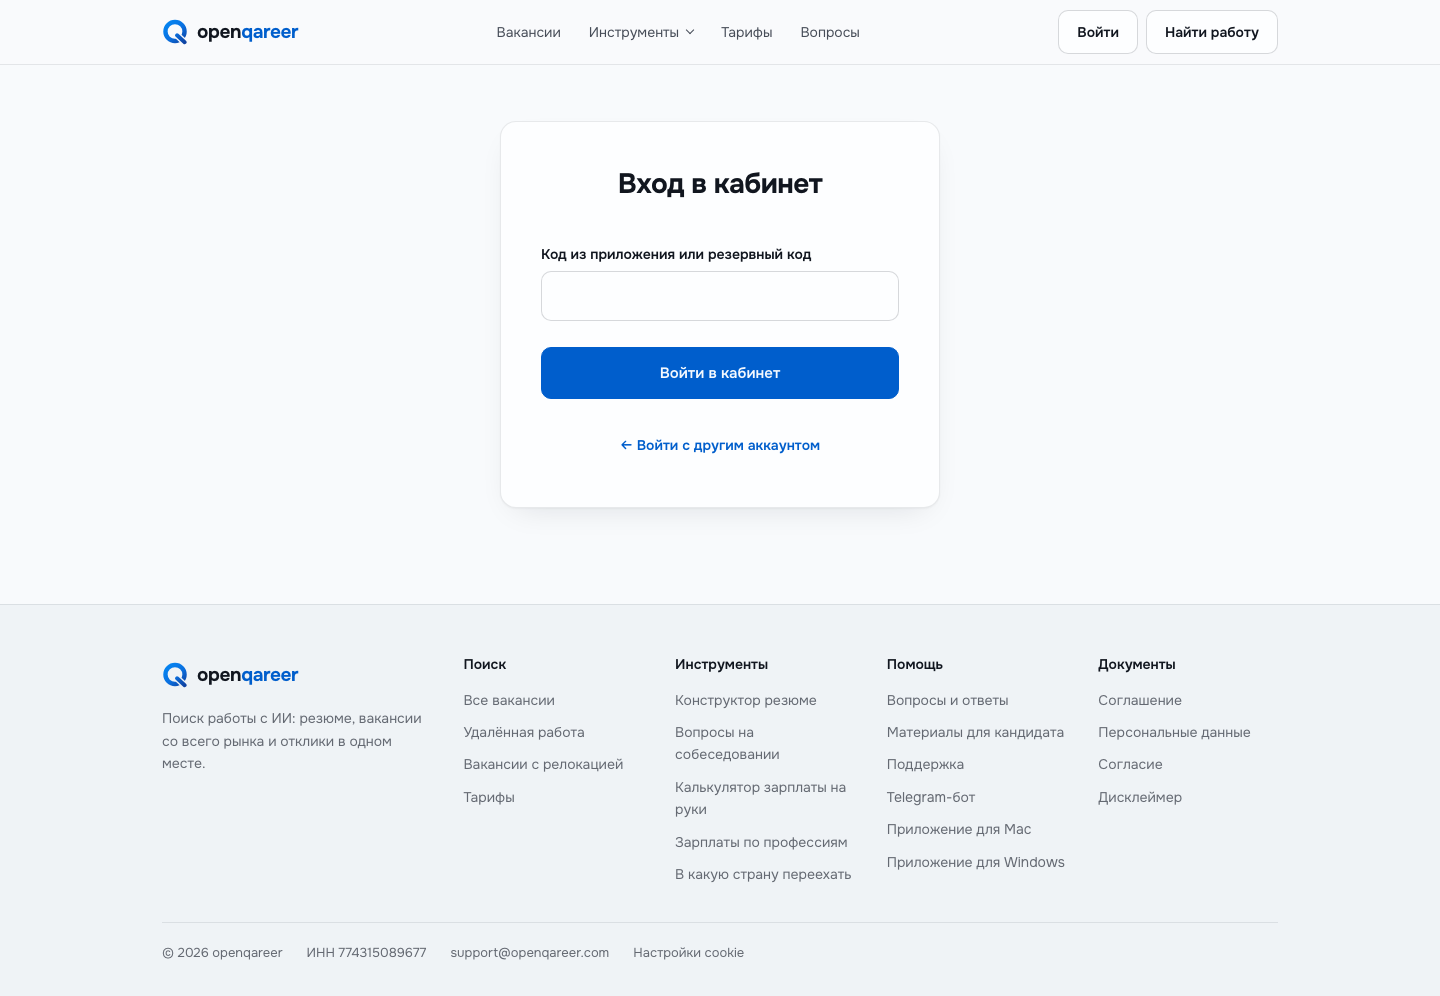 openqareer
Вакансии
Инструменты
Тарифы
Вопросы
Войти
Найти работу
Вход в кабинет
Код из приложения или резервный код
Войти в кабинет
← Войти с другим аккаунтом
openqareer
Поиск работы с ИИ: резюме, вакансии
со всего рынка и отклики в одном
месте.
Поиск
Все вакансии
Удалённая работа
Вакансии с релокацией
Тарифы
Инструменты
Конструктор резюме
Вопросы на
собеседовании
Калькулятор зарплаты на
руки
Зарплаты по профессиям
В какую страну переехать
Помощь
Вопросы и ответы
Материалы для кандидата
Поддержка
Telegram-бот
Приложение для Mac
Приложение для Windows
Документы
Соглашение
Персональные данные
Согласие
Дисклеймер
© 2026 openqareer
ИНН 774315089677
support@openqareer.com
Настройки cookie